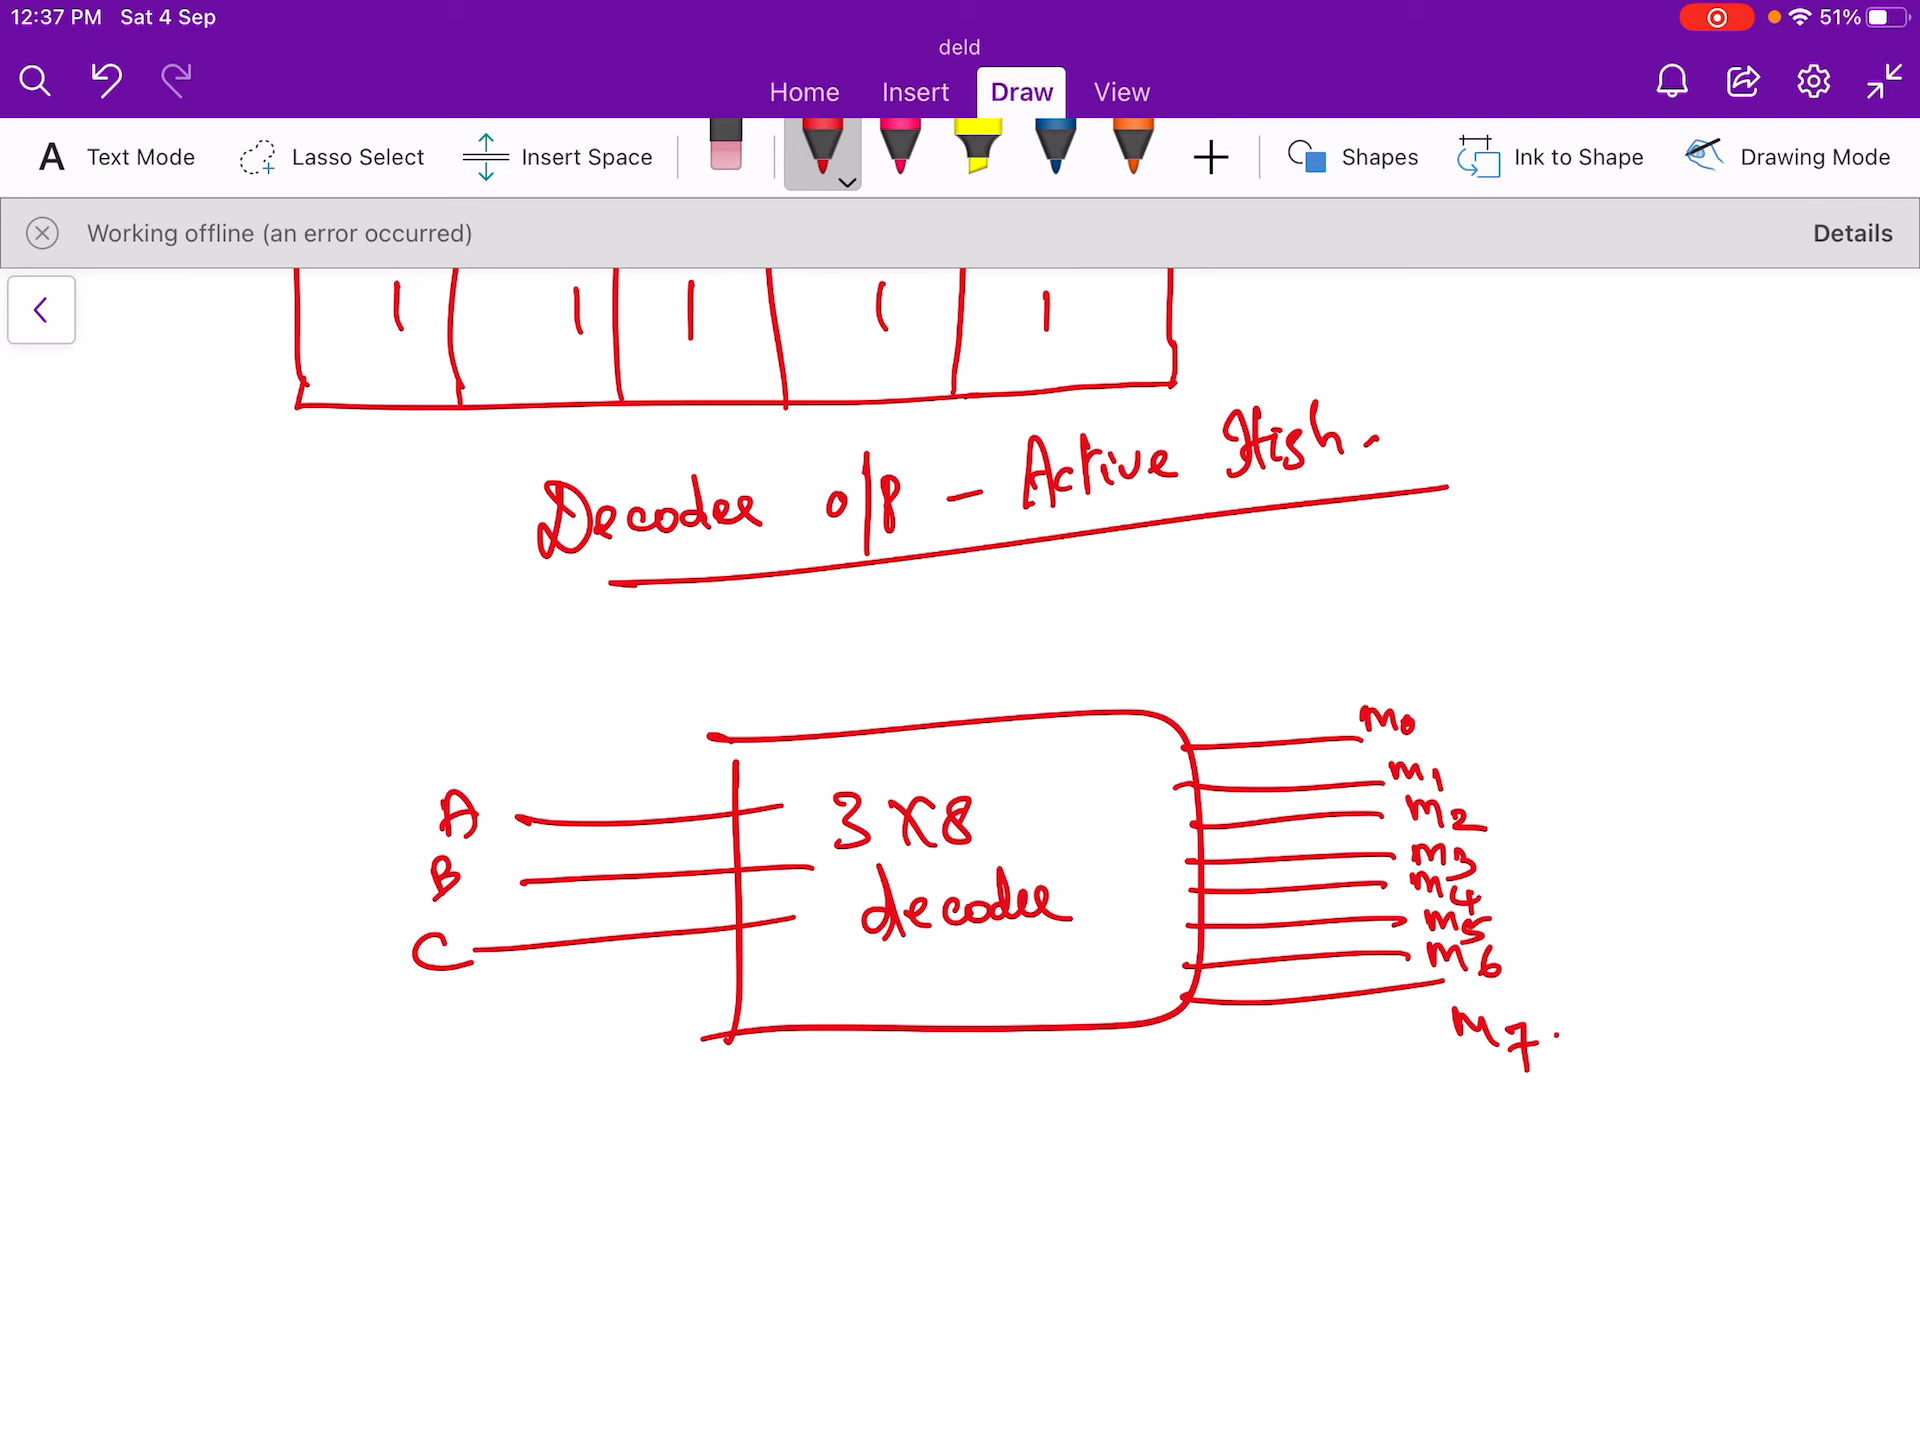 12:37 PM Sat 4 Sep
51%
deld
Home Insert Draw View
A Text Mode Lasso Select Insert Space Shapes Ink to Shape Drawing Mode
Working offline (an error occurred) Details
1 1 1 1 1
Decoder o/p - Active High.
m0
m1
A 3X8 m2
B decoder m3
m4
C m5
m6
m7.